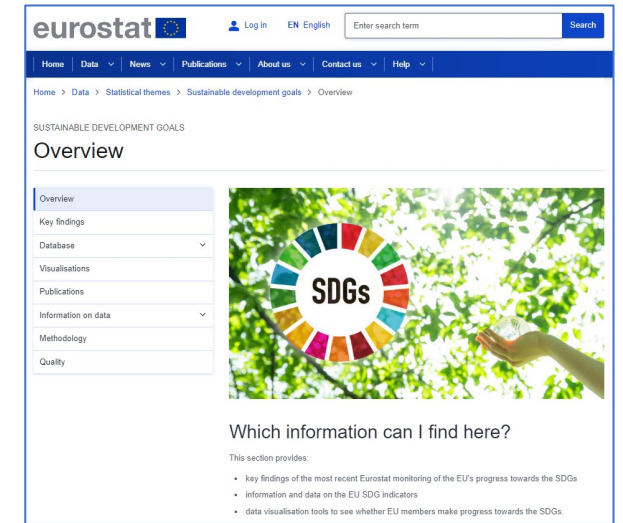 eurostat
Log in EN English Enter search term Search
Home Data News Publications About us Contact us Help
Home > Data > Statistical themes > Sustainable development goals > Overview
SUSTAINABLE DEVELOPMENT GOALS
Overview
Overview
Key findings
Database
Visualisations
Publications
Information on data
Methodology
Quality
SDGs
Which information can I find here?
This section provides:
• key findings of the most recent Eurostat monitoring of the EU's progress towards the SDGs
• information and data on the EU SDG indicators
• data visualisation tools to see whether EU members make progress towards the SDGs.